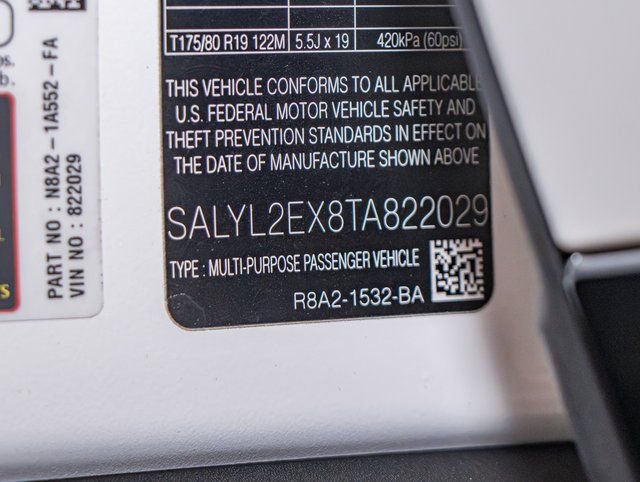 T175/80 R19 122M 5.5J x 19 420kPa (60psi)
THIS VEHICLE CONFORMS TO ALL APPLICABLE
U.S. FEDERAL MOTOR VEHICLE SAFETY AND
THEFT PREVENTION STANDARDS IN EFFECT ON
THE DATE OF MANUFACTURE SHOWN ABOVE
SALYL2EX8TA822029
TYPE : MULTI-PURPOSE PASSENGER VEHICLE
R8A2-1532-BA
PART NO : N8A2-1A552-FA
VIN NO : 822029